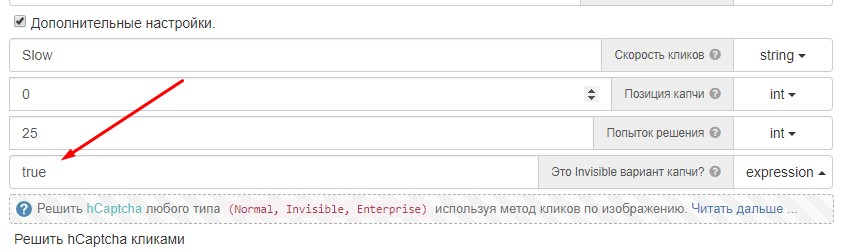 Дополнительные настройки.
Slow Скорость кликов ? string
0 Позиция капчи ? int
25 Попыток решения ? int
true Это Invisible вариант капчи? ? expression
? Решить hCaptcha любого типа (Normal, Invisible, Enterprise) используя метод кликов по изображению. Читать дальше ...
Решить hCaptcha кликами